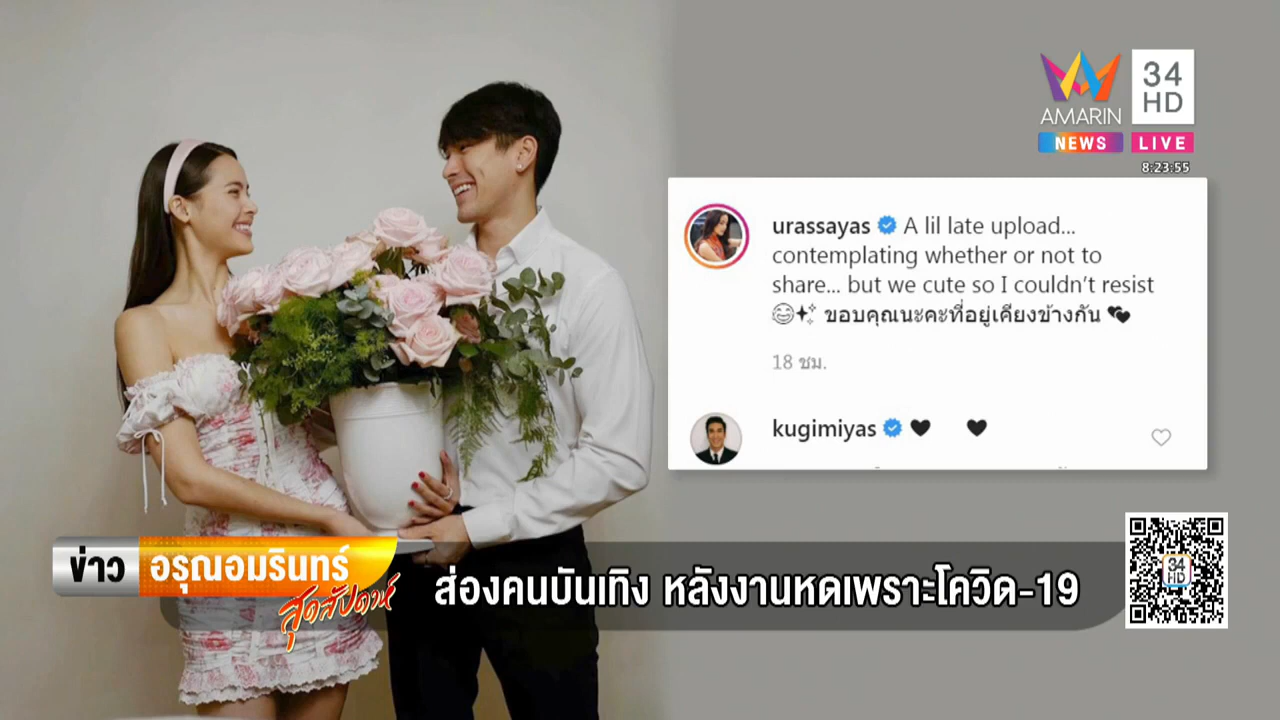 AMARIN
34
HD
NEWS LIVE
8:23:55
urassayas A lil late upload...
contemplating whether or not to
share... but we cute so I couldn't resist
😂✨ ขอบคุณนะคะที่อยู่เคียงข้างกัน 💕
18 ชม.
kugimiyas 🖤 🖤
ข่าว อรุณอมรินทร์
สุดสัปดาห์
ส่องคนบันเทิง หลังงานหดเพราะโควิด-19
34
HD